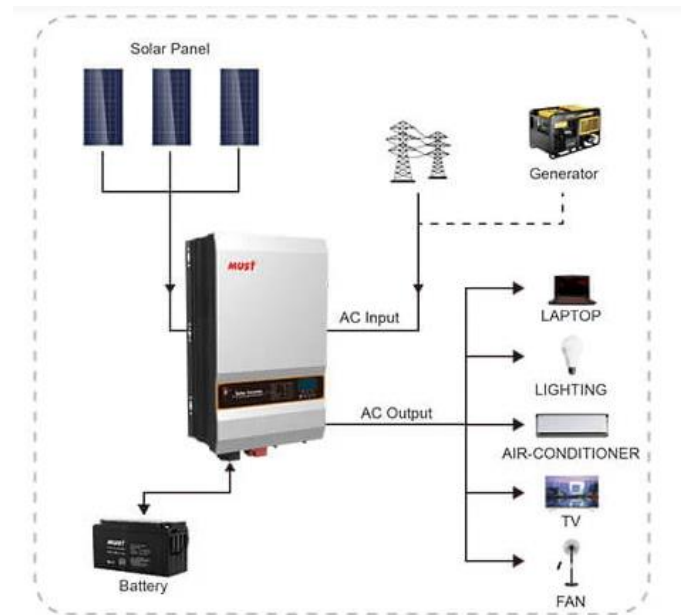 Solar Panel
Generator
MUST
AC Input
LAPTOP
LIGHTING
AC Output
AIR-CONDITIONER
TV
MUST
Battery
FAN